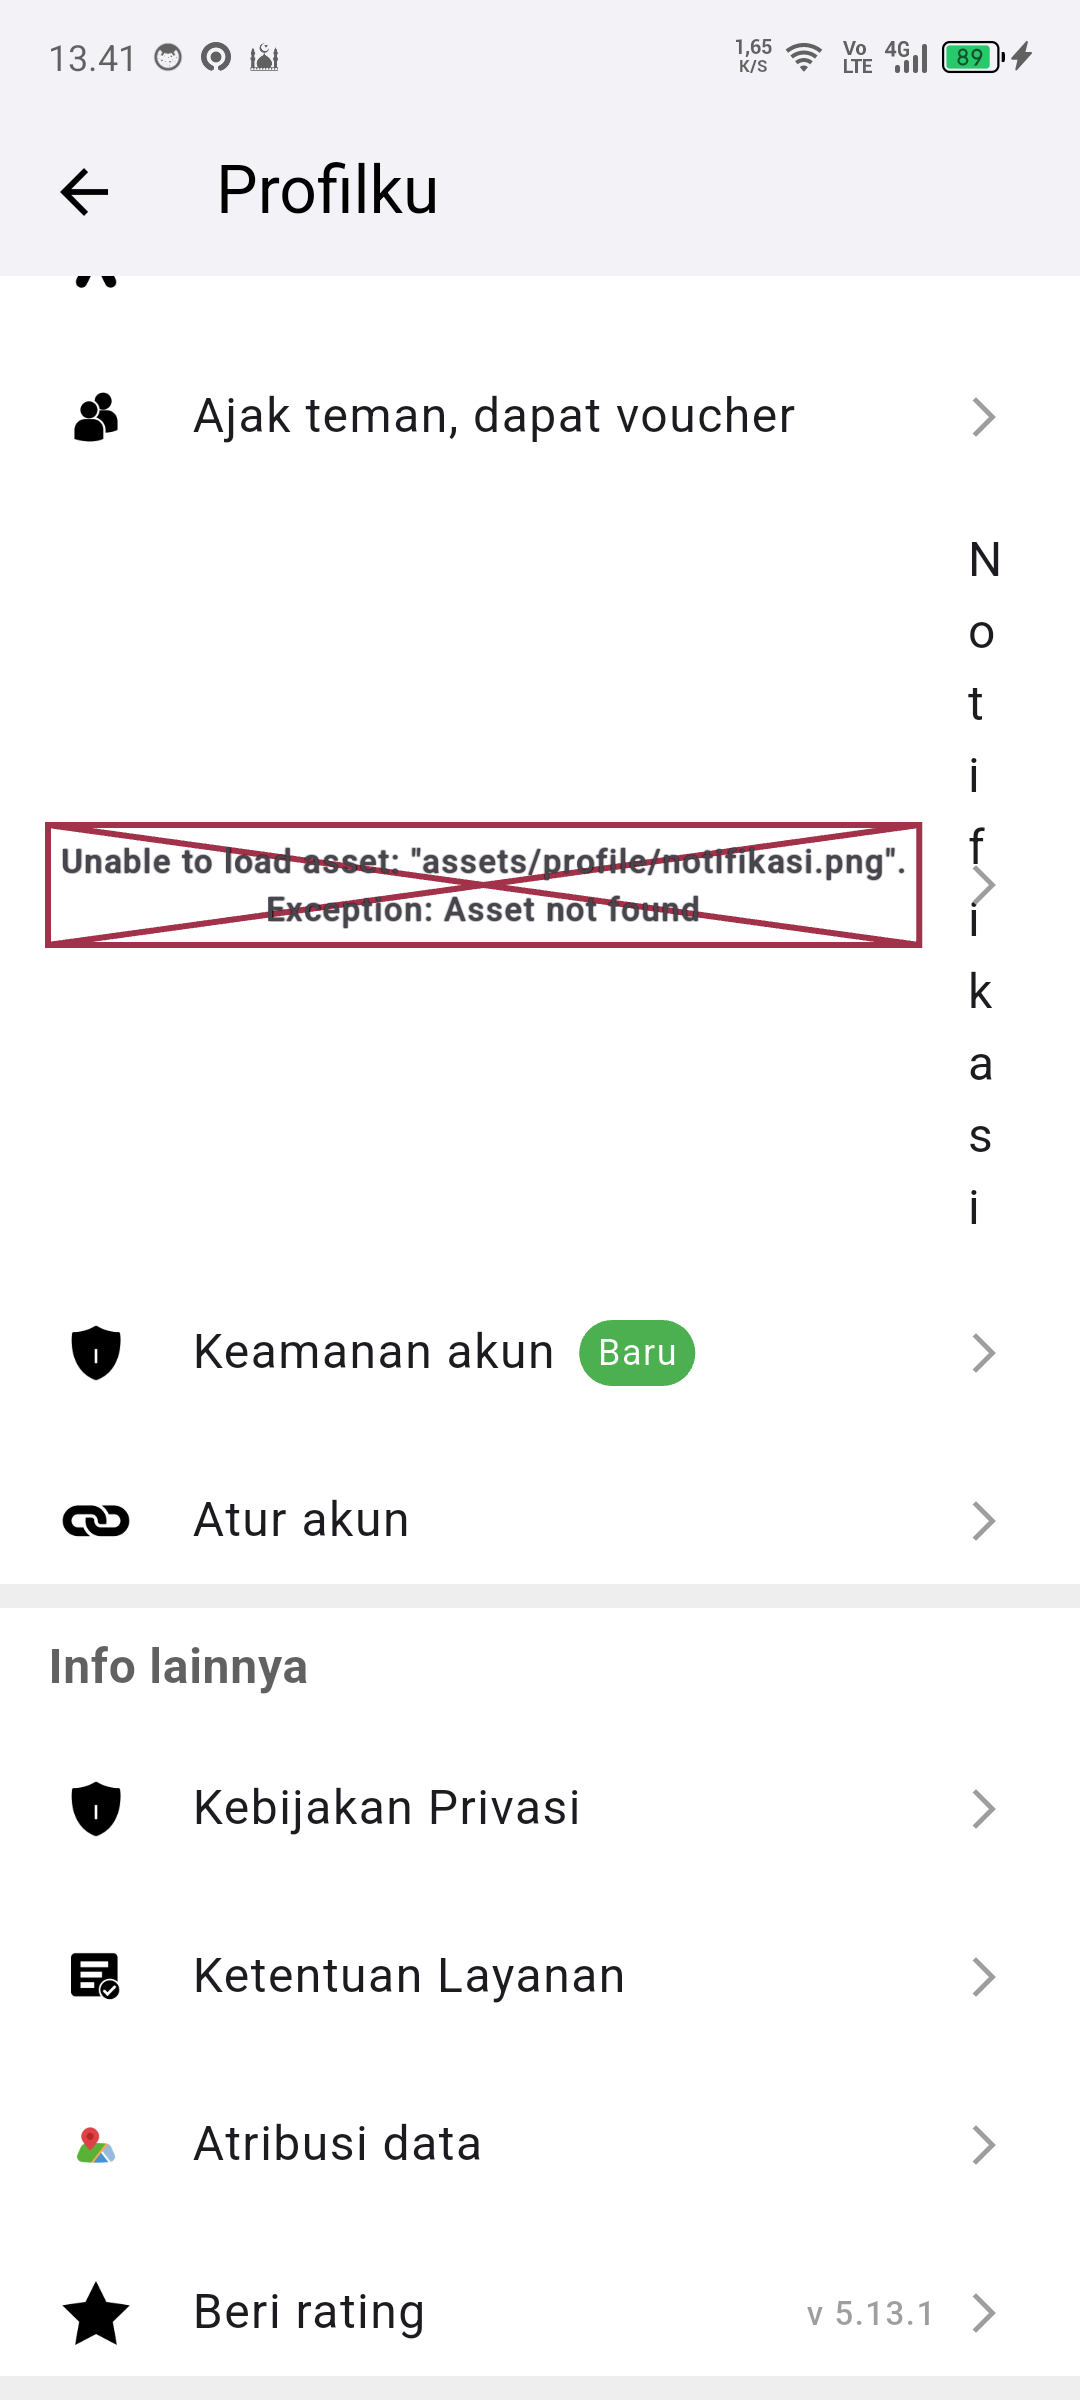 13.41
1,65
K/S
Vo
LTE
4G
89
Profilku
Ajak teman, dapat voucher
Unable to load asset: "assets/profile/notifikasi.png".
Exception: Asset not found
N
o
t
i
f
i
k
a
s
i
Keamanan akun
Baru
Atur akun
Info lainnya
Kebijakan Privasi
Ketentuan Layanan
Atribusi data
Beri rating
v 5.13.1